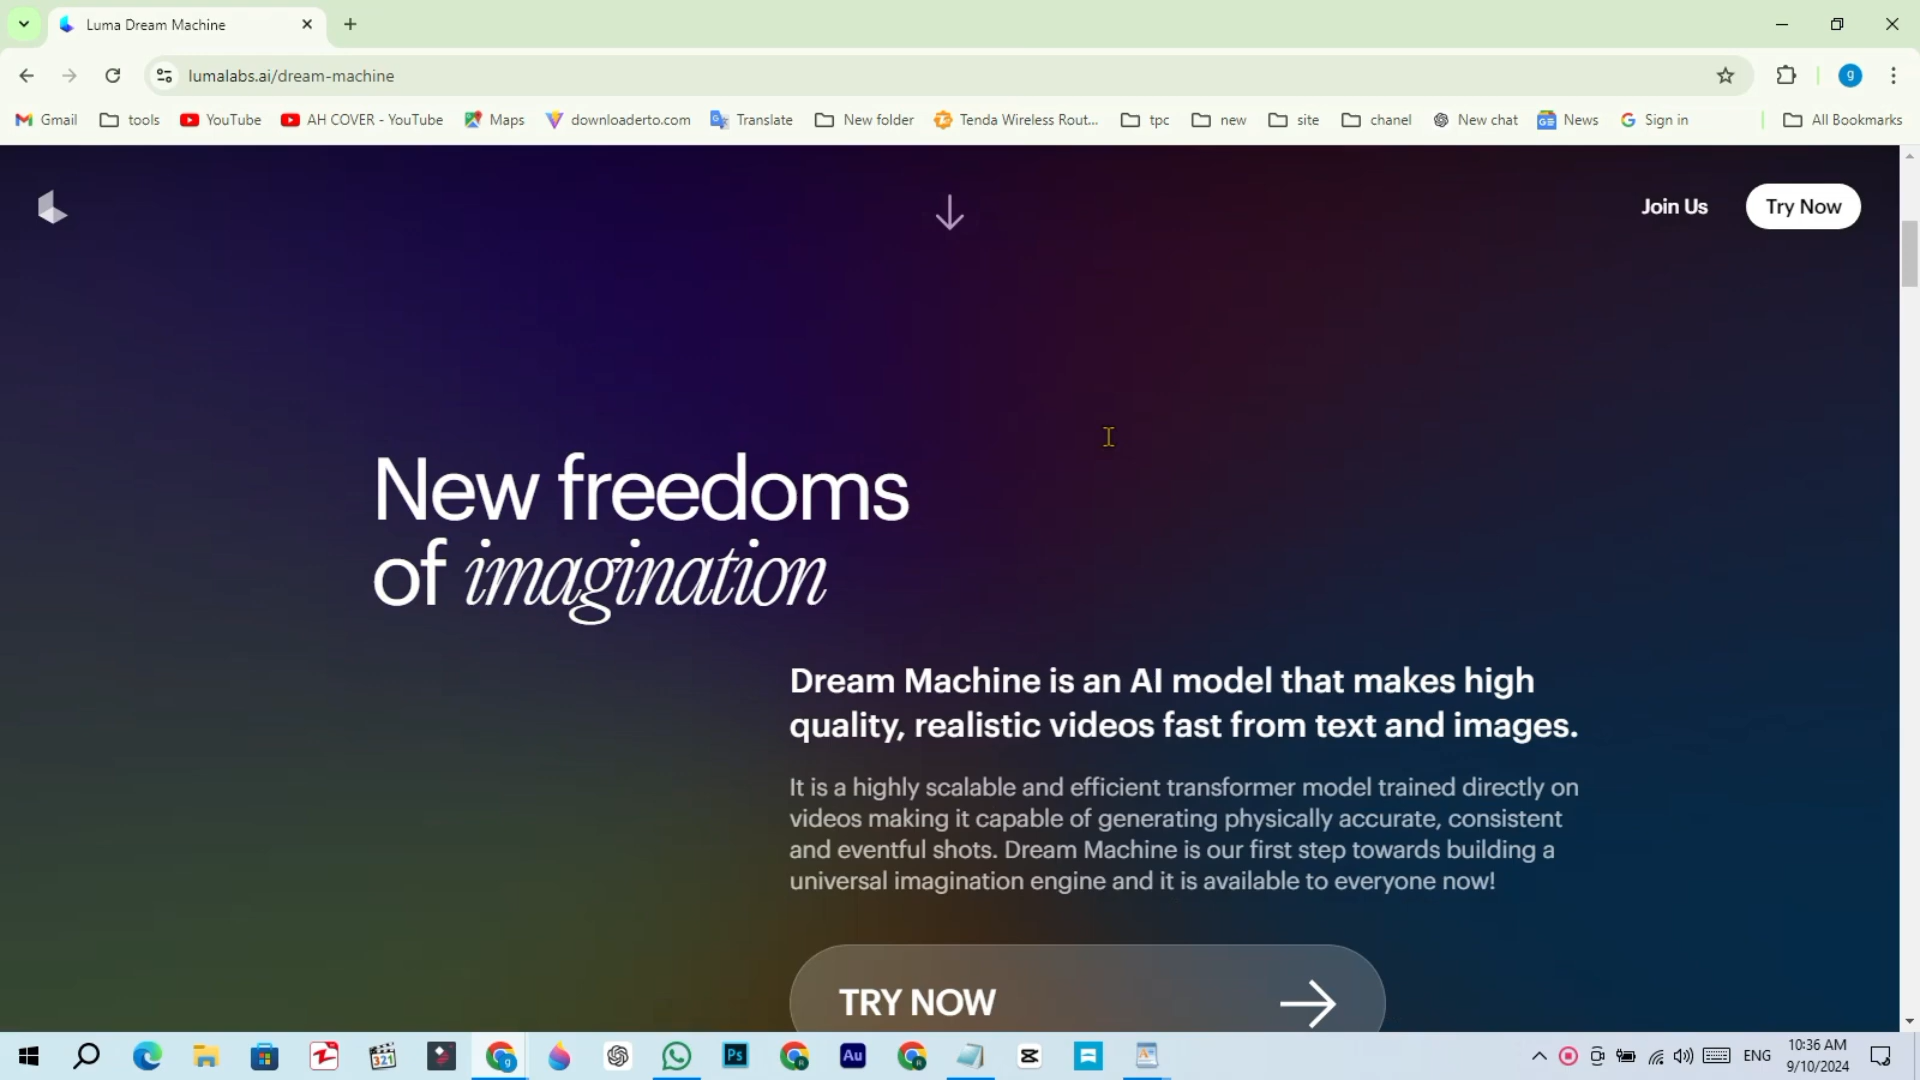 Luma Dream Machine
lumalabs.ai/dream-machine
g
Gmail tools YouTube AH COVER - YouTube Maps downloaderto.com Translate New folder Tenda Wireless Rout... tpc new site chanel New chat News Sign in All Bookmarks
Join Us Try Now
New freedoms
of imagination
Dream Machine is an AI model that makes high
quality, realistic videos fast from text and images.
It is a highly scalable and efficient transformer model trained directly on
videos making it capable of generating physically accurate, consistent
and eventful shots. Dream Machine is our first step towards building a
universal imagination engine and it is available to everyone now!
TRY NOW
321 Ps Au ENG 10:36 AM
9/10/2024